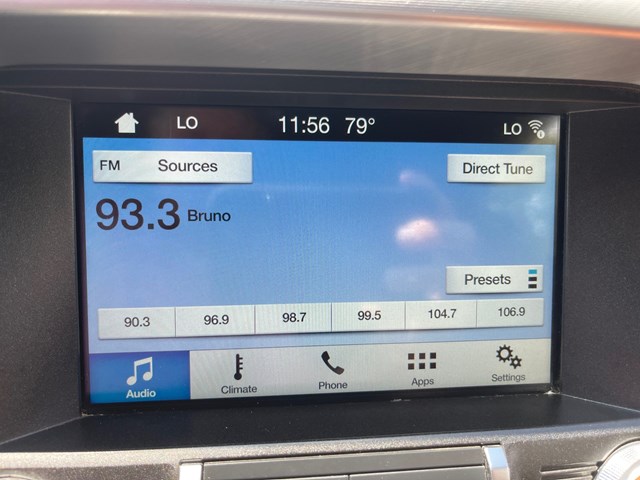 LO 11:56 79° LO
FM Sources Direct Tune
93.3 Bruno
Presets
90.3 96.9 98.7 99.5 104.7 106.9
Audio Climate Phone Apps Settings